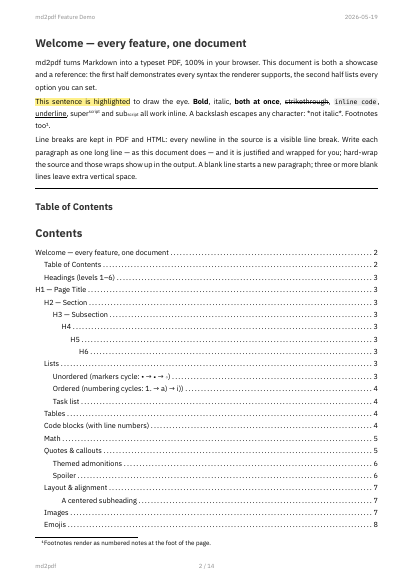 md2pdf Feature Demo 2026-05-19
Welcome — every feature, one document
md2pdf turns Markdown into a typeset PDF, 100% in your browser. This document is both a showcase
and a reference: the first half demonstrates every syntax the renderer supports, the second half lists every
option you can set.
This sentence is highlighted to draw the eye. Bold, italic, both at once, strikethrough, inline code,
underline, superscript and subscript all work inline. A backslash escapes any character: *not italic*. Footnotes
too¹.
Line breaks are kept in PDF and HTML: every newline in the source is a visible line break. Write each
paragraph as one long line — as this document does — and it is justified and wrapped for you; hard-wrap
the source and those wraps show up in the output. A blank line starts a new paragraph; three or more blank
lines leave extra vertical space.
Table of Contents
Contents
Welcome — every feature, one document 2
Table of Contents 2
Headings (levels 1–6) 3
H1 — Page Title 3
H2 — Section 3
H3 — Subsection 3
H4 3
H5 3
H6 3
Lists 3
Unordered (markers cycle: • → ‣ → ◦) 3
Ordered (numbering cycles: 1. → a) → i)) 4
Task list 4
Tables 4
Code blocks (with line numbers) 4
Math 5
Quotes & callouts 5
Themed admonitions 6
Spoiler 6
Layout & alignment 7
A centered subheading 7
Images 7
Emojis 8
¹Footnotes render as numbered notes at the foot of the page.
md2pdf 2 / 14